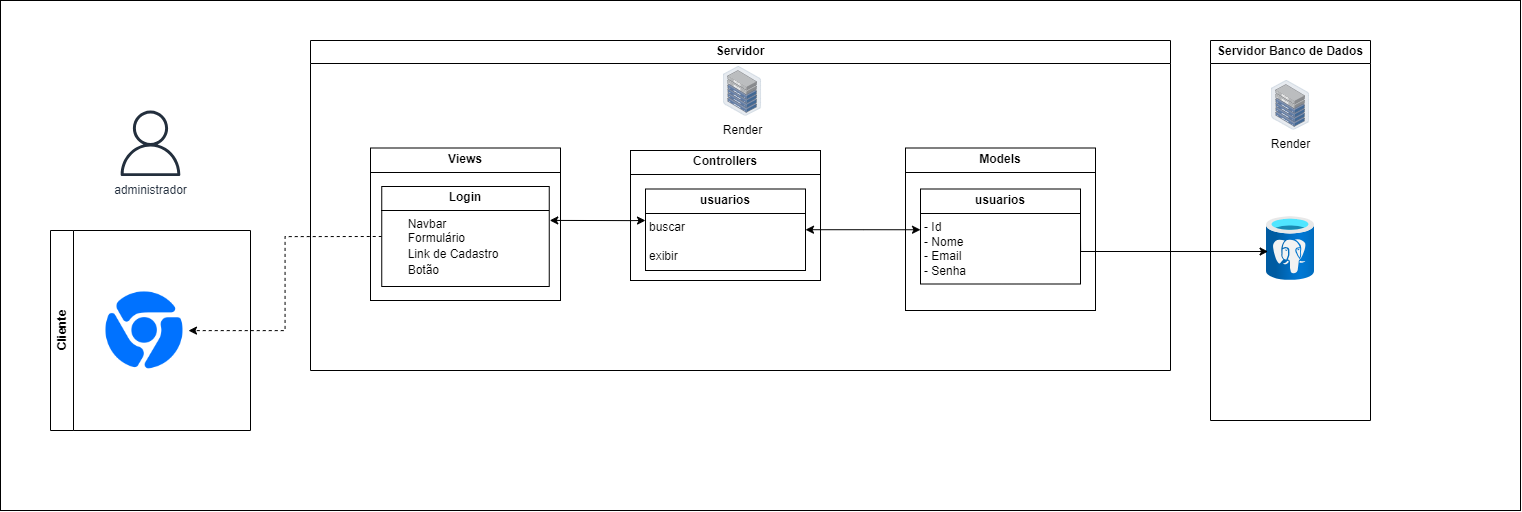 Servidor
Servidor Banco de Dados
Render
Render
administrador
Views
Controllers
Models
Login
usuarios
usuarios
Navbar
Formulário
Link de Cadastro
Botão
buscar
exibir
- Id
- Nome
- Email
- Senha
Cliente